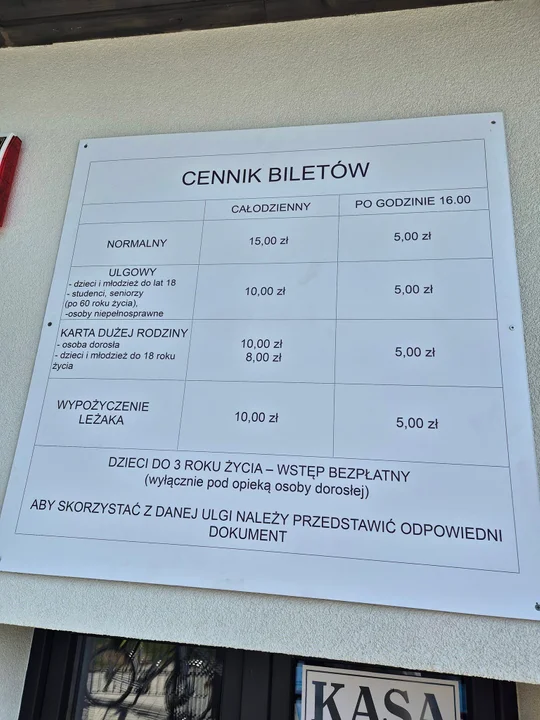 CENNIK BILETÓW
CAŁODZIENNY
PO GODZINIE 16.00
NORMALNY
15,00 zł
5,00 zł
ULGOWY
- dzieci i młodzież do lat 18
- studenci, seniorzy
(po 60 roku życia),
-osoby niepełnosprawne
10,00 zł
5,00 zł
KARTA DUŻEJ RODZINY
- osoba dorosła
- dzieci i młodzież do 18 roku
życia
10,00 zł
8,00 zł
5,00 zł
WYPOŻYCZENIE
LEŻAKA
10,00 zł
5,00 zł
DZIECI DO 3 ROKU ŻYCIA – WSTĘP BEZPŁATNY
(wyłącznie pod opieką osoby dorosłej)
ABY SKORZYSTAĆ Z DANEJ ULGI NALEŻY PRZEDSTAWIĆ ODPOWIEDNI
DOKUMENT
KASA